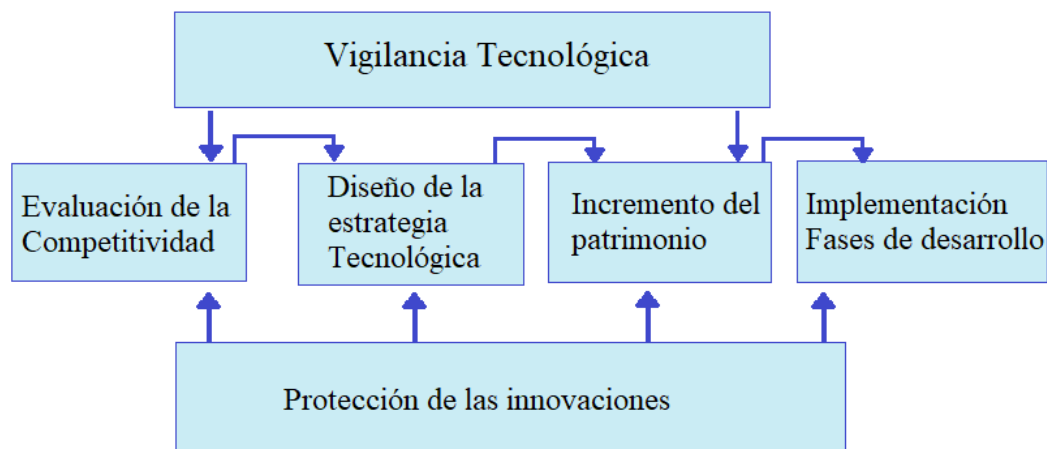 Vigilancia Tecnológica
Evaluación de la
Competitividad
Diseño de la
estrategia
Tecnológica
Incremento del
patrimonio
Implementación
Fases de desarrollo
Protección de las innovaciones